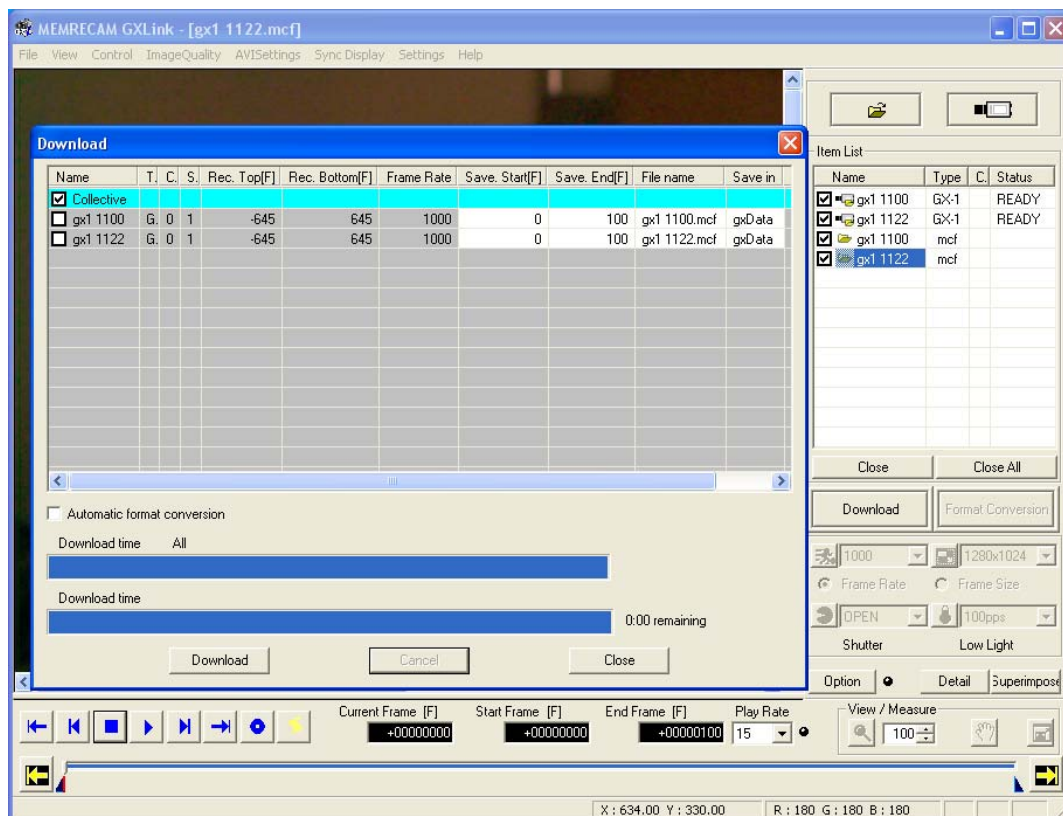 MEMRECAM GXLink - [gx1 1122.mcf]
File View Control ImageQuality AVISettings Sync Display Settings Help
Download
Name T. C. S. Rec. Top[F] Rec. Bottom[F] Frame Rate Save. Start[F] Save. End[F] File name Save in
Collective
gx1 1100 G. 0 1 -645 645 1000 0 100 gx1 1100.mcf gxData
gx1 1122 G. 0 1 -645 645 1000 0 100 gx1 1122.mcf gxData
Automatic format conversion
Download time All
Download time
0:00 remaining
Download Cancel Close
Item List
Name Type C. Status
gx1 1100 GX-1 READY
gx1 1122 GX-1 READY
gx1 1100 mcf
gx1 1122 mcf
Close Close All
Download Format Conversion
1000 1280x1024
Frame Rate Frame Size
OPEN 100pps
Shutter Low Light
Option Detail Superimpose
Current Frame [F] Start Frame [F] End Frame [F] Play Rate
+00000000 +00000000 +00000100 15
View / Measure
100
X : 634.00 Y : 330.00 R : 180 G : 180 B : 180